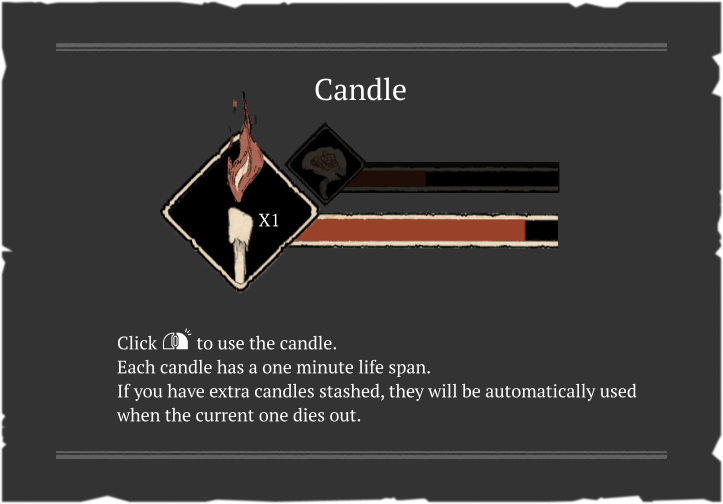 Candle
X1
Click to use the candle.
Each candle has a one minute life span.
If you have extra candles stashed, they will be automatically used
when the current one dies out.